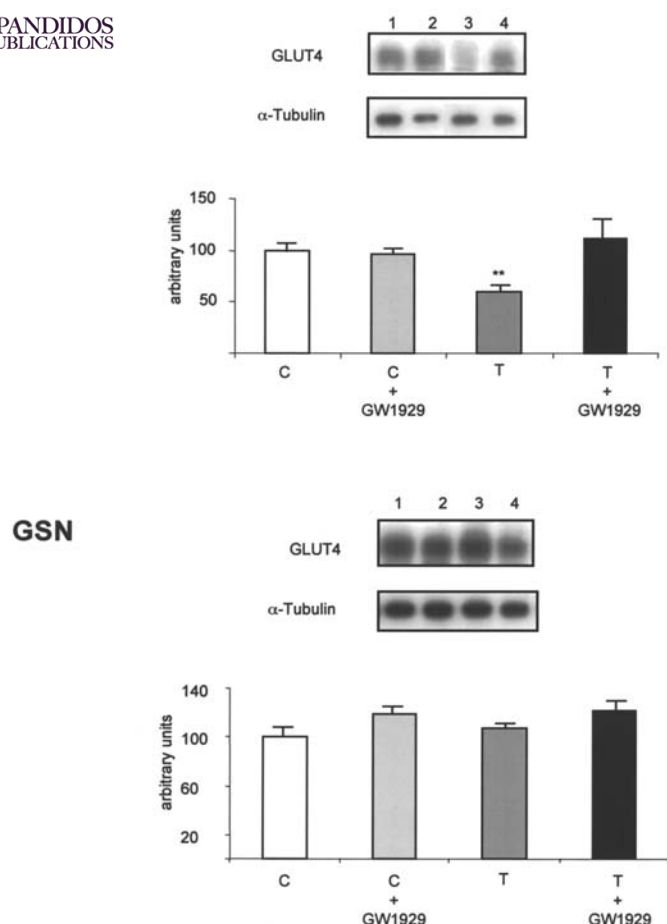 PANDIDOS
UBLICATIONS
1 2 3 4
GLUT4
α-Tubulin
150
100
50
arbitrary units
**
C C T T
+ +
GW1929 GW1929
GSN
1 2 3 4
GLUT4
α-Tubulin
140
100
60
20
arbitrary units
C C T T
+ +
GW1929 GW1929